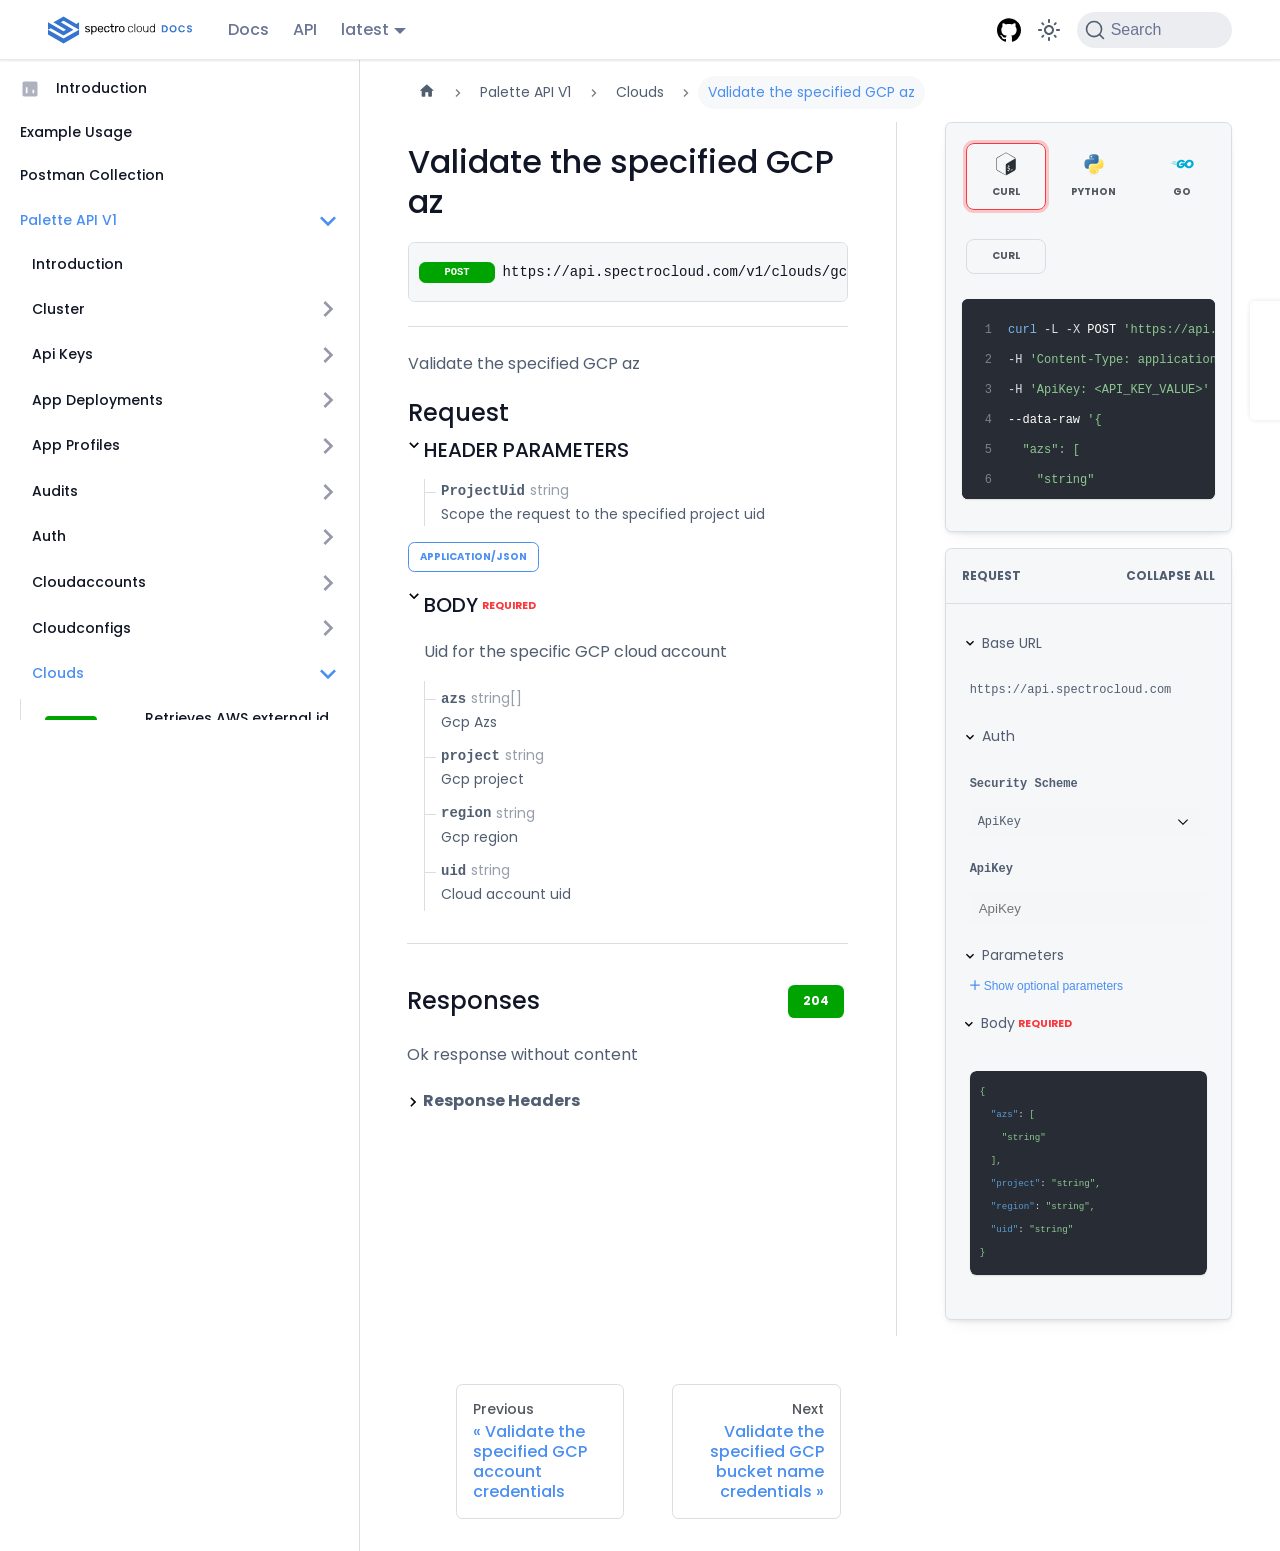 spectro cloud DOCS
Docs
API
latest
Search
Introduction
Example Usage
Postman Collection
Palette API V1
Introduction
Cluster
Api Keys
App Deployments
App Profiles
Audits
Auth
Cloudaccounts
Cloudconfigs
Clouds
Retrieves AWS external id
Palette API V1
Clouds
Validate the specified GCP az
Validate the specified GCP
az
POST https://api.spectrocloud.com/v1/clouds/gc
Validate the specified GCP az
Request
HEADER PARAMETERS
ProjectUid string
Scope the request to the specified project uid
APPLICATION/JSON
BODY REQUIRED
Uid for the specific GCP cloud account
azs string[]
Gcp Azs
project string
Gcp project
region string
Gcp region
uid string
Cloud account uid
Responses
204
Ok response without content
Response Headers
CURL
PYTHON
GO
CURL
1 curl -L -X POST 'https://api.
2 -H 'Content-Type: application
3 -H 'ApiKey: <API_KEY_VALUE>'
4 --data-raw '{
5 "azs": [
6 "string"
REQUEST
COLLAPSE ALL
Base URL
https://api.spectrocloud.com
Auth
Security Scheme
ApiKey
ApiKey
ApiKey
Parameters
Show optional parameters
Body REQUIRED
{
"azs": [
"string"
],
"project": "string",
"region": "string",
"uid": "string"
}
Previous
« Validate the
specified GCP
account
credentials
Next
Validate the
specified GCP
bucket name
credentials »